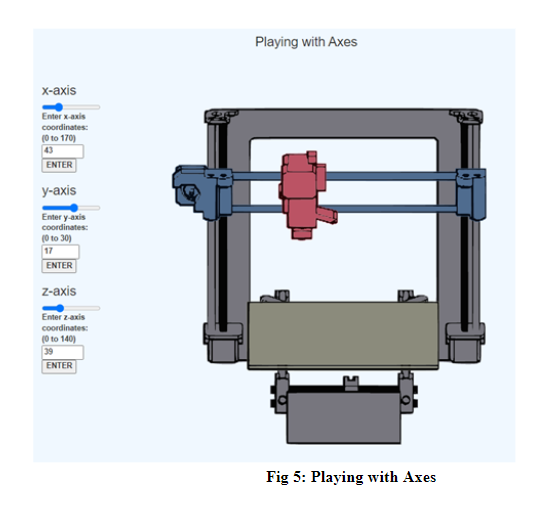 Playing with Axes
x-axis
Enter x-axis
coordinates:
(0 to 170)
43
ENTER
y-axis
Enter y-axis
coordinates:
(0 to 30)
17
ENTER
z-axis
Enter z-axis
coordinates:
(0 to 140)
39
ENTER
Fig 5: Playing with Axes